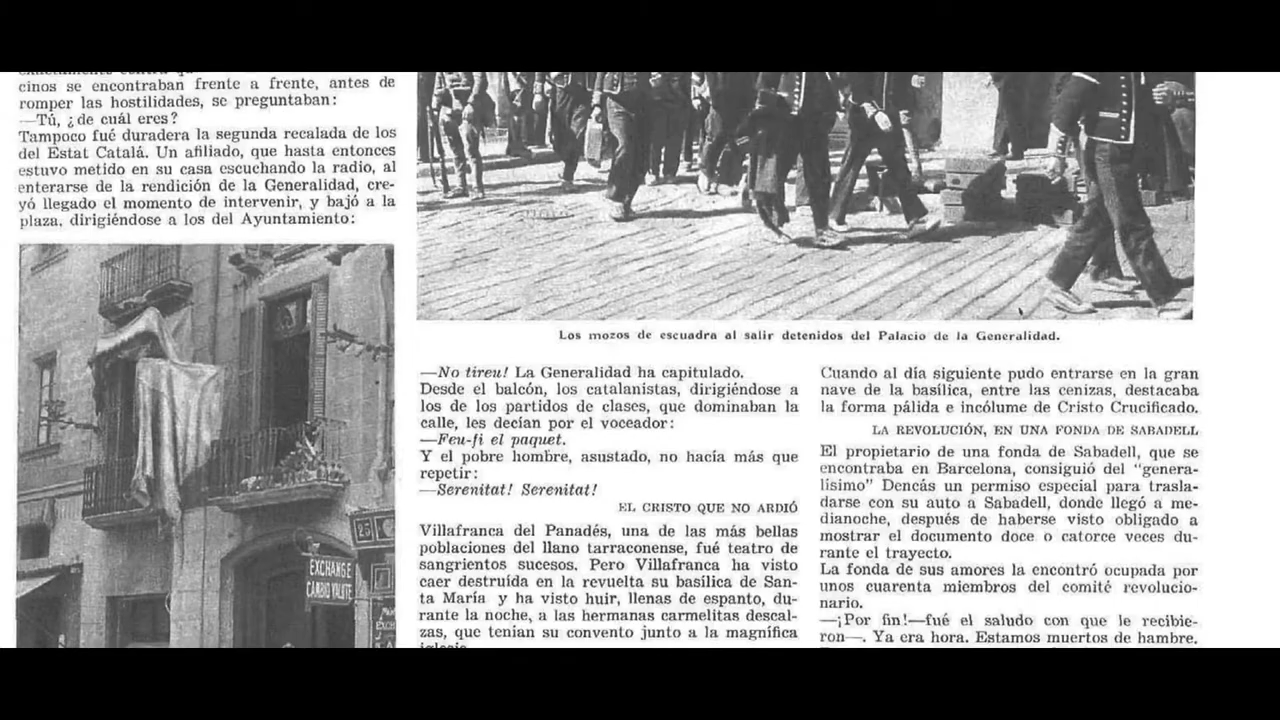 cinos se encontraban frente a frente, antes de
romper las hostilidades, se preguntaban:
—Tú, ¿de cuál eres?
Tampoco fué duradera la segunda recalada de los
del Estat Catalá. Un afiliado, que hasta entonces
estuvo metido en su casa escuchando la radio, al
enterarse de la rendición de la Generalidad, cre-
yó llegado el momento de intervenir, y bajó a la
plaza, dirigiéndose a los del Ayuntamiento:
25
EXCHANGE
CAMBIO VALUTE
Los mozos de escuadra al salir detenidos del Palacio de la Generalidad.
—No tireu! La Generalidad ha capitulado.
Desde el balcón, los catalanistas, dirigiéndose a
los de los partidos de clases, que dominaban la
calle, les decían por el voceador:
—Feu-fi el paquet.
Y el pobre hombre, asustado, no hacía más que
repetir:
—Serenitat! Serenitat!
EL CRISTO QUE NO ARDIÓ
Villafranca del Panadés, una de las más bellas
poblaciones del llano tarraconense, fué teatro de
sangrientos sucesos. Pero Villafranca ha visto
caer destruída en la revuelta su basílica de San-
ta María y ha visto huir, llenas de espanto, du-
rante la noche, a las hermanas carmelitas descal-
zas, que tenían su convento junto a la magnífica
iglesia.
Cuando al día siguiente pudo entrarse en la gran
nave de la basílica, entre las cenizas, destacaba
la forma pálida e incólume de Cristo Crucificado.
LA REVOLUCIÓN, EN UNA FONDA DE SABADELL
El propietario de una fonda de Sabadell, que se
encontraba en Barcelona, consiguió del "genera-
lísimo" Dencás un permiso especial para trasla-
darse con su auto a Sabadell, donde llegó a me-
dianoche, después de haberse visto obligado a
mostrar el documento doce o catorce veces du-
rante el trayecto.
La fonda de sus amores la encontró ocupada por
unos cuarenta miembros del comité revolucio-
nario.
—¡Por fin!—fué el saludo con que le recibie-
ron—. Ya era hora. Estamos muertos de hambre.